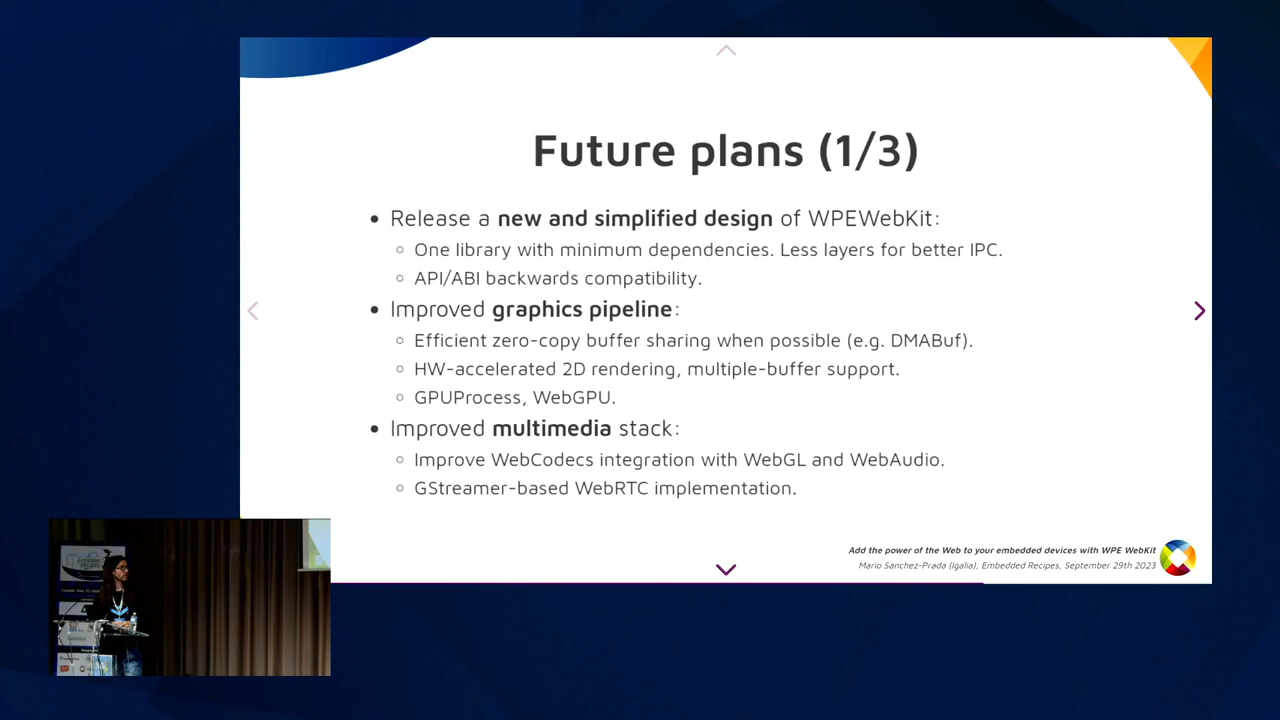 Future plans (1/3)
Release a new and simplified design of WPEWebKit:
One library with minimum dependencies. Less layers for better IPC.
API/ABI backwards compatibility.
Improved graphics pipeline:
Efficient zero-copy buffer sharing when possible (e.g. DMABuf).
HW-accelerated 2D rendering, multiple-buffer support.
GPUProcess, WebGPU.
Improved multimedia stack:
Improve WebCodecs integration with WebGL and WebAudio.
GStreamer-based WebRTC implementation.
Add the power of the Web to your embedded devices with WPE WebKit
Mario Sánchez-Prada (Igalia), Embedded Recipes, September 29th 2023